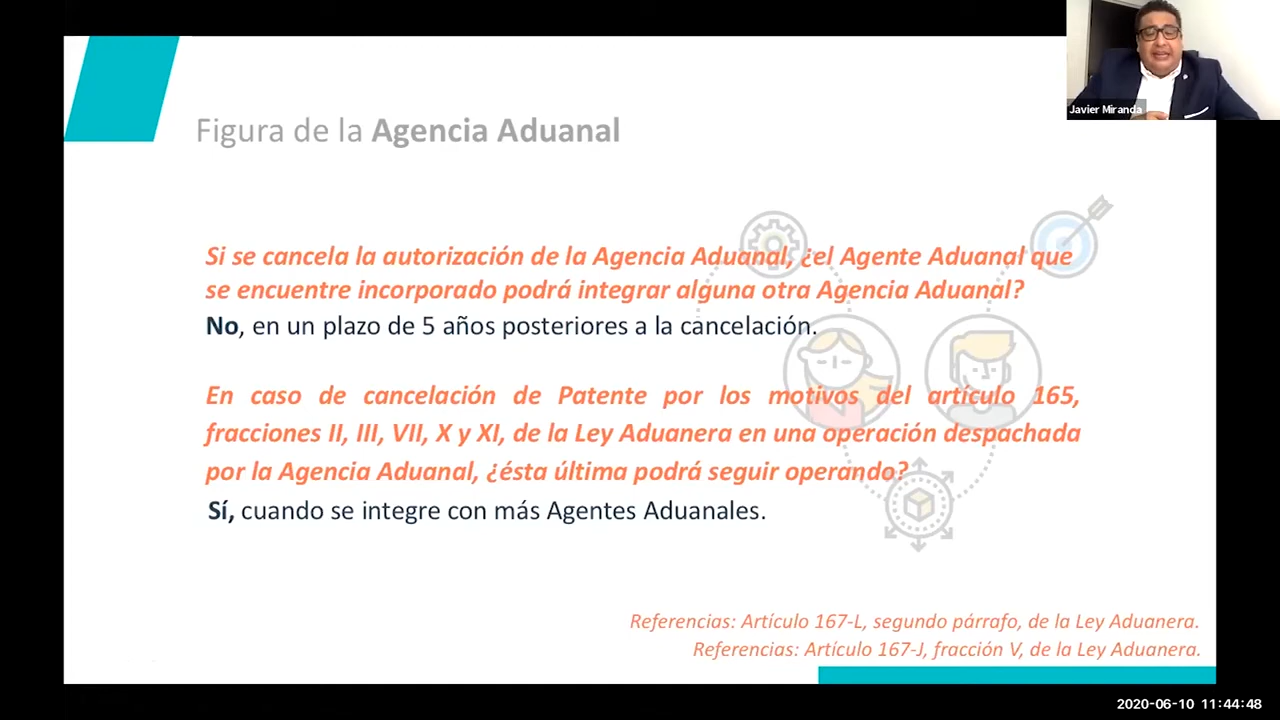 Javier Miranda
Figura de la Agencia Aduanal
Si se cancela la autorización de la Agencia Aduanal, ¿el Agente Aduanal que
se encuentre incorporado podrá integrar alguna otra Agencia Aduanal?
No, en un plazo de 5 años posteriores a la cancelación.
En caso de cancelación de Patente por los motivos del artículo 165,
fracciones II, III, VII, X y XI, de la Ley Aduanera en una operación despachada
por la Agencia Aduanal, ¿ésta última podrá seguir operando?
Sí, cuando se integre con más Agentes Aduanales.
Referencias: Artículo 167-L, segundo párrafo, de la Ley Aduanera.
Referencias: Artículo 167-J, fracción V, de la Ley Aduanera.
2020-06-10 11:44:48